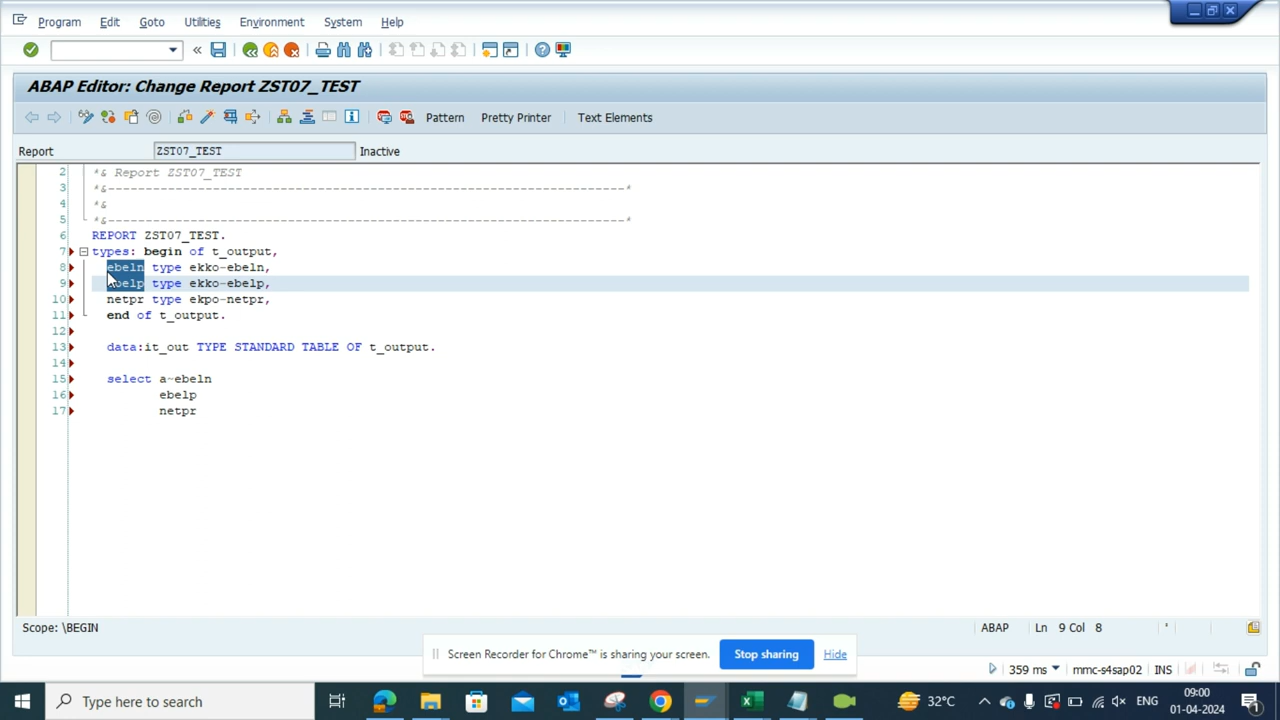 Program Edit Goto Utilities Environment System Help
ABAP Editor: Change Report ZST07_TEST
Pattern Pretty Printer Text Elements
Report ZST07_TEST Inactive
2 *& Report ZST07_TEST
3 *&---------------------------------------------------------------------*
4 *&
5 *&---------------------------------------------------------------------*
6 REPORT ZST07_TEST.
7 types: begin of t_output,
8 ebeln type ekko-ebeln,
9 ebelp type ekko-ebelp,
10 netpr type ekpo-netpr,
11 end of t_output.
12
13 data:it_out TYPE STANDARD TABLE OF t_output.
14
15 select a~ebeln
16 ebelp
17 netpr
Scope: \BEGIN ABAP Ln 9 Col 8
Screen Recorder for Chrome™ is sharing your screen. Stop sharing Hide
359 ms mmc-s4sap02 INS
Type here to search 32°C ENG 09:00 01-04-2024 1